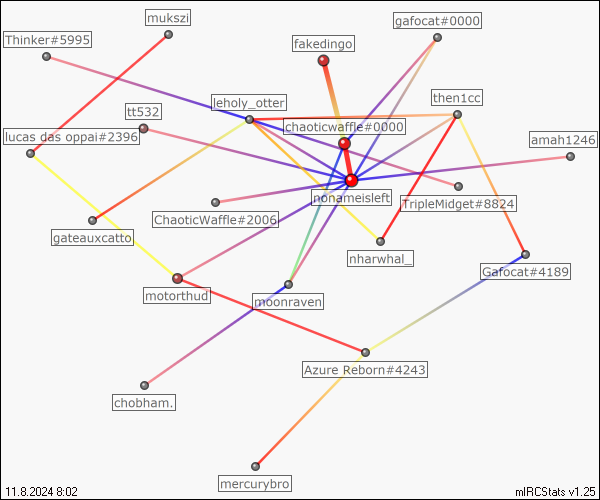 mukszi
gafocat#0000
Thinker#5995
fakedingo
leholy_otter
then1cc
tt532
chaoticwaffle#0000
lucas das oppai#2396
amah1246
nonameisleft
TripleMidget#8824
ChaoticWaffle#2006
gateauxcatto
nharwhal_
Gafocat#4189
motorthud
moonraven
Azure Reborn#4243
chobham.
mercurybro
11.8.2024 8:02
mIRCStats v1.25